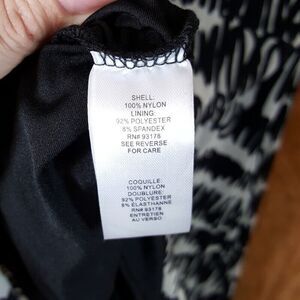 SHELL:
100% NYLON
LINING:
92% POLYESTER
8% SPANDEX
RN# 93178
SEE REVERSE
FOR CARE
COQUILLE:
100% NYLON
DOUBLURE:
92% POLYESTER
8% ELASTHANNE
RN# 93178
ENTRETIEN
AU VERSO